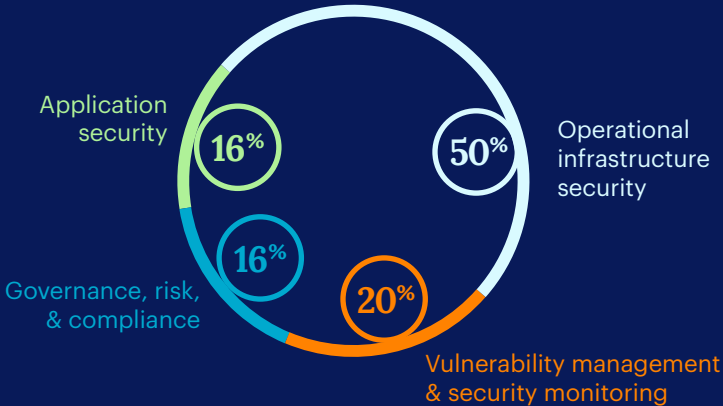 Application
security
16%
50%
Operational
infrastructure
security
16%
Governance, risk,
& compliance
20%
Vulnerability management
& security monitoring